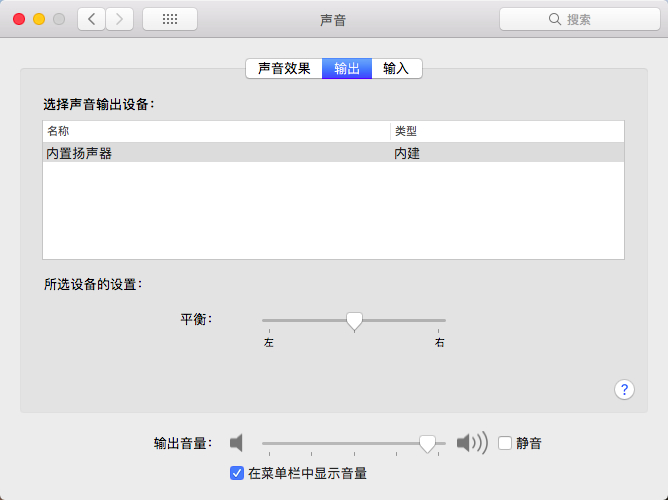 声音
搜索
声音效果 输出 输入
选择声音输出设备：
名称 类型
内置扬声器 内建
所选设备的设置：
平衡：
左 右
?
输出音量： 静音
在菜单栏中显示音量